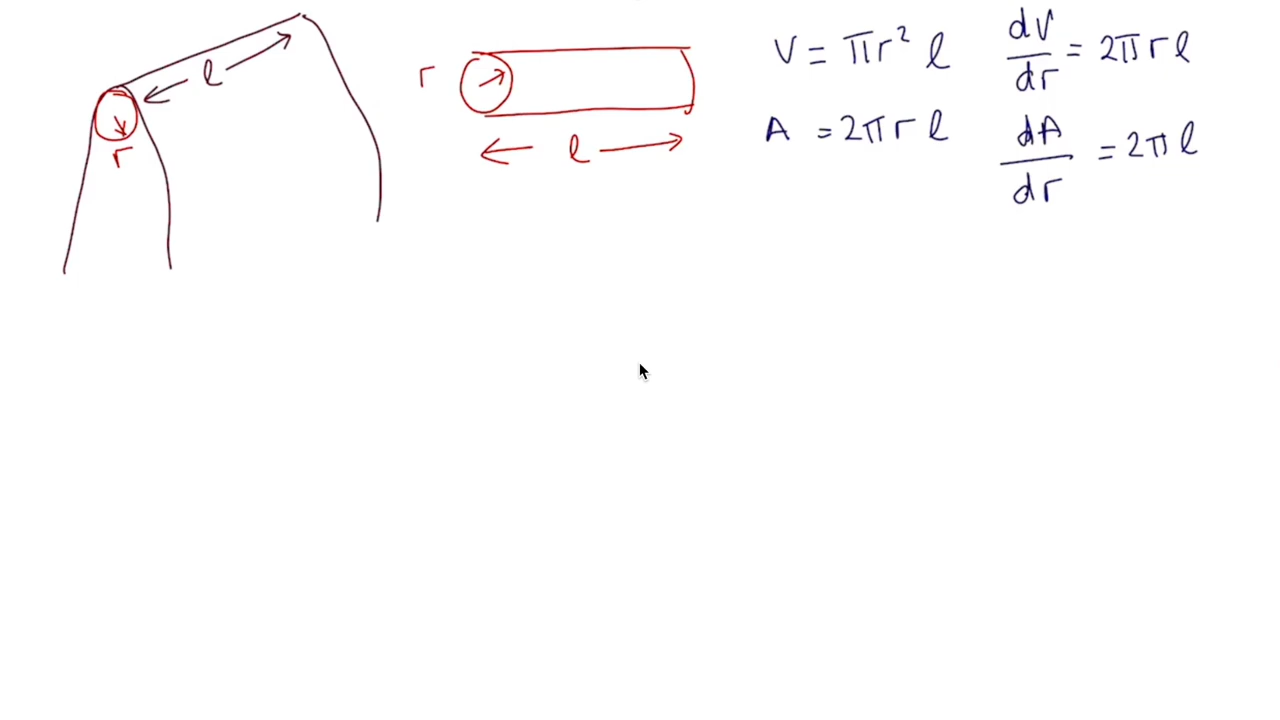 l
r
r
l
V = πr² l
dV/dr = 2πrl
A = 2πrl
dA/dr = 2πl